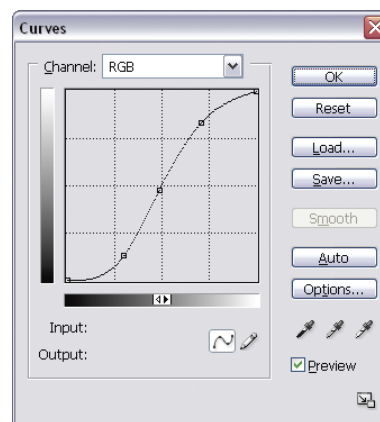 Curves
Channel: RGB
OK
Reset
Load...
Save...
Smooth
Auto
Options...
Input:
Output:
Preview